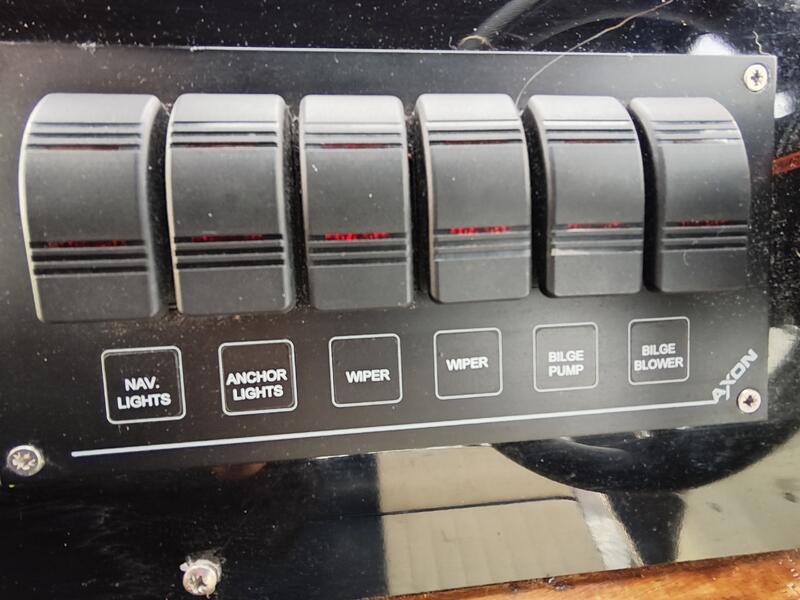 NAV.
LIGHTS
ANCHOR
LIGHTS
WIPER
WIPER
BILGE
PUMP
BILGE
BLOWER
AXON